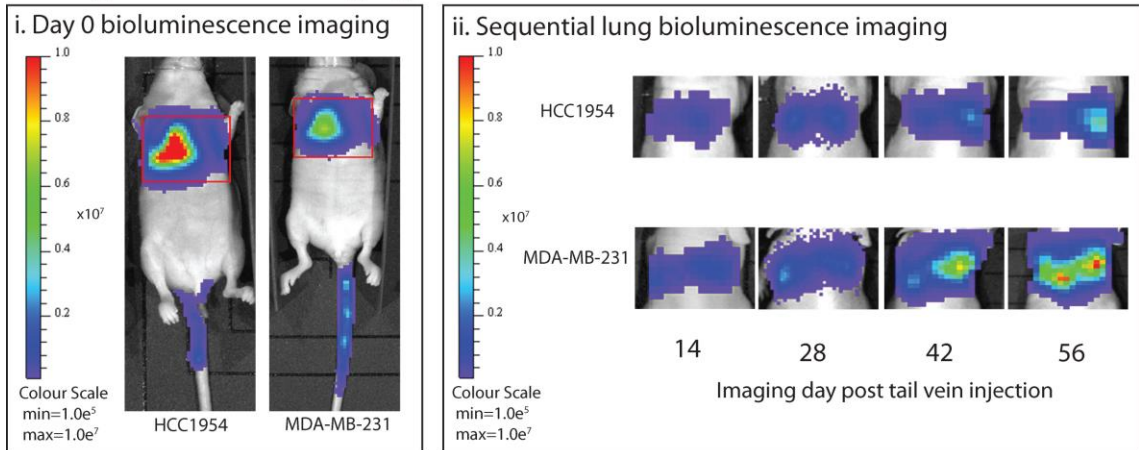 i. Day 0 bioluminescence imaging
1.0
0.8
0.6
x10⁷
0.4
0.2
Colour Scale
min=1.0e⁵
max=1.0e⁷
HCC1954
MDA-MB-231
ii. Sequential lung bioluminescence imaging
1.0
0.8
0.6
x10⁷
0.4
0.2
Colour Scale
min=1.0e⁵
max=1.0e⁷
HCC1954
MDA-MB-231
14 28 42 56
Imaging day post tail vein injection